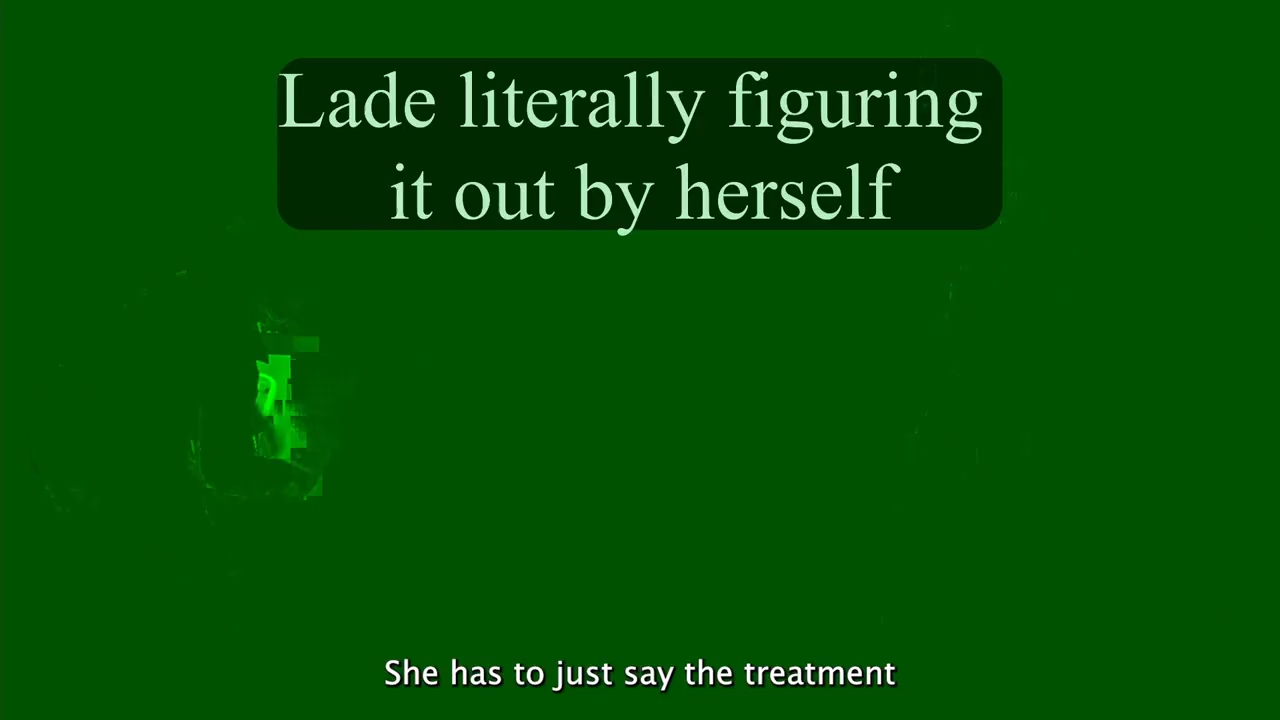 Lade literally figuring
it out by herself
She has to just say the treatment